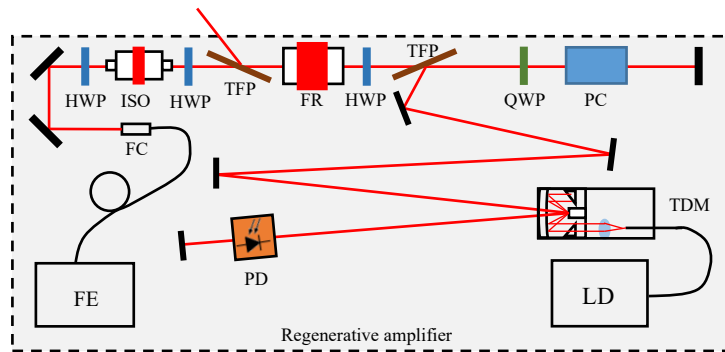 TFP
HWP
ISO
HWP
TFP
FR
HWP
QWP
PC
FC
TDM
PD
FE
LD
Regenerative amplifier